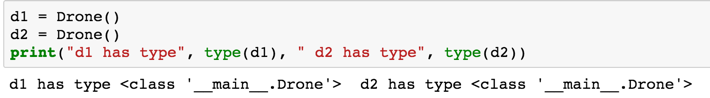 d1 = Drone()
d2 = Drone()
print("d1 has type", type(d1), " d2 has type", type(d2))
d1 has type <class '__main__.Drone'>  d2 has type <class '__main__.Drone'>